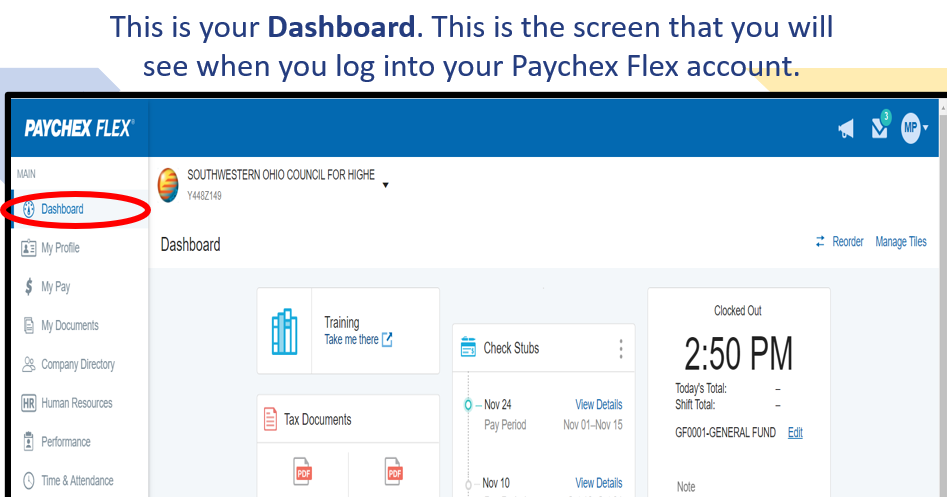 This is your Dashboard. This is the screen that you will
see when you log into your Paychex Flex account.
PAYCHEX FLEX®
3
MP
MAIN
SOUTHWESTERN OHIO COUNCIL FOR HIGHE
Y448Z149
Dashboard
My Profile
My Pay
My Documents
Company Directory
HR Human Resources
Performance
Time & Attendance
Dashboard
Reorder Manage Tiles
Training
Take me there
Tax Documents
PDF PDF
Check Stubs
Nov 24 View Details
Pay Period Nov 01–Nov 15
Nov 10 View Details
Clocked Out
2:50 PM
Today's Total: –
Shift Total: –
GF0001-GENERAL FUND Edit
Note